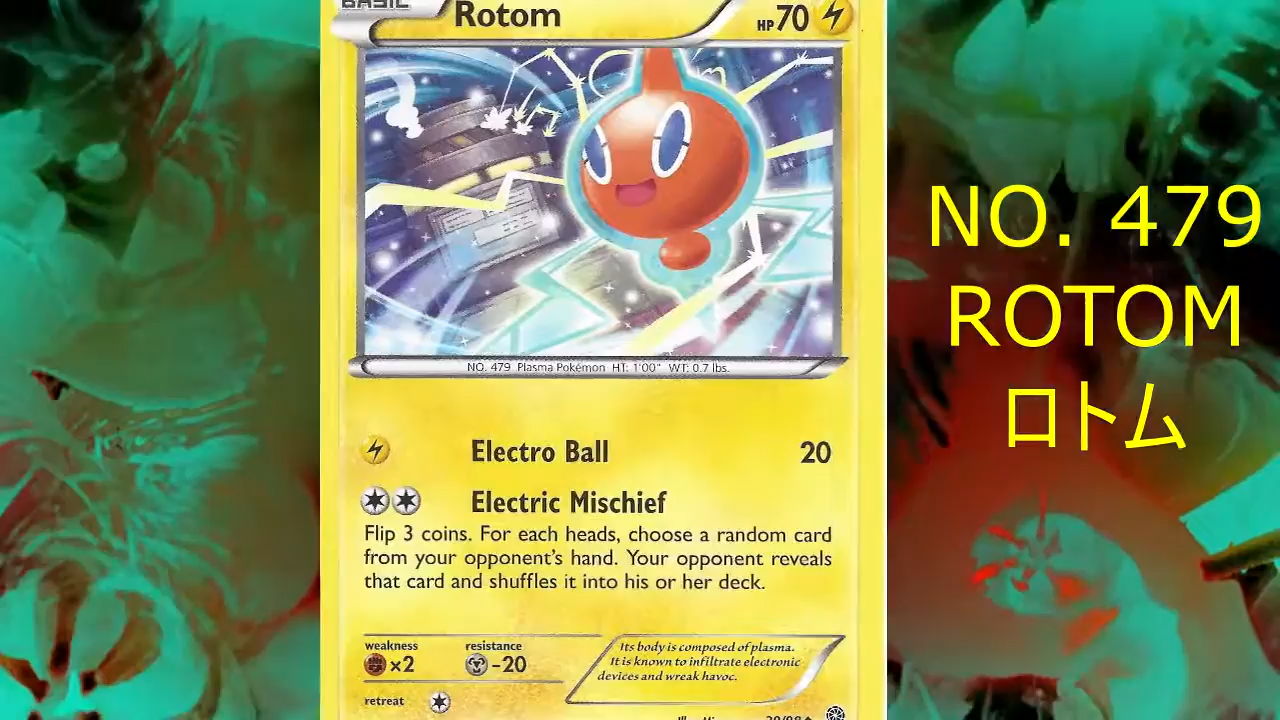 BASIC Rotom HP70
NO. 479 Plasma Pokémon HT: 1'00" WT: 0.7 lbs.
Electro Ball 20
Electric Mischief
Flip 3 coins. For each heads, choose a random card
from your opponent's hand. Your opponent reveals
that card and shuffles it into his or her deck.
weakness resistance
×2 -20
retreat
Its body is composed of plasma.
It is known to infiltrate electronic
devices and wreak havoc.
NO. 479
ROTOM
ロトム